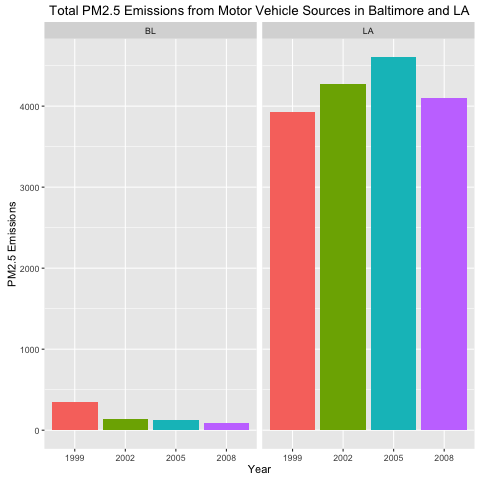 Total PM2.5 Emissions from Motor Vehicle Sources in Baltimore and LA
BL LA
PM2.5 Emissions
4000
3000
2000
1000
0
1999 2002 2005 2008 1999 2002 2005 2008
Year